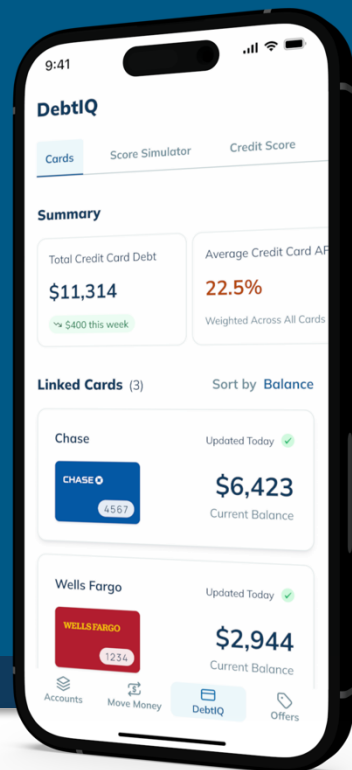 9:41
DebtIQ
Cards Score Simulator Credit Score
Summary
Total Credit Card Debt
$11,314
$400 this week
Average Credit Card AP
22.5%
Weighted Across All Cards
Linked Cards (3) Sort by Balance
Chase Updated Today
CHASE
4567
$6,423
Current Balance
Wells Fargo Updated Today
WELLS FARGO
1234
$2,944
Current Balance
Accounts Move Money DebtIQ Offers